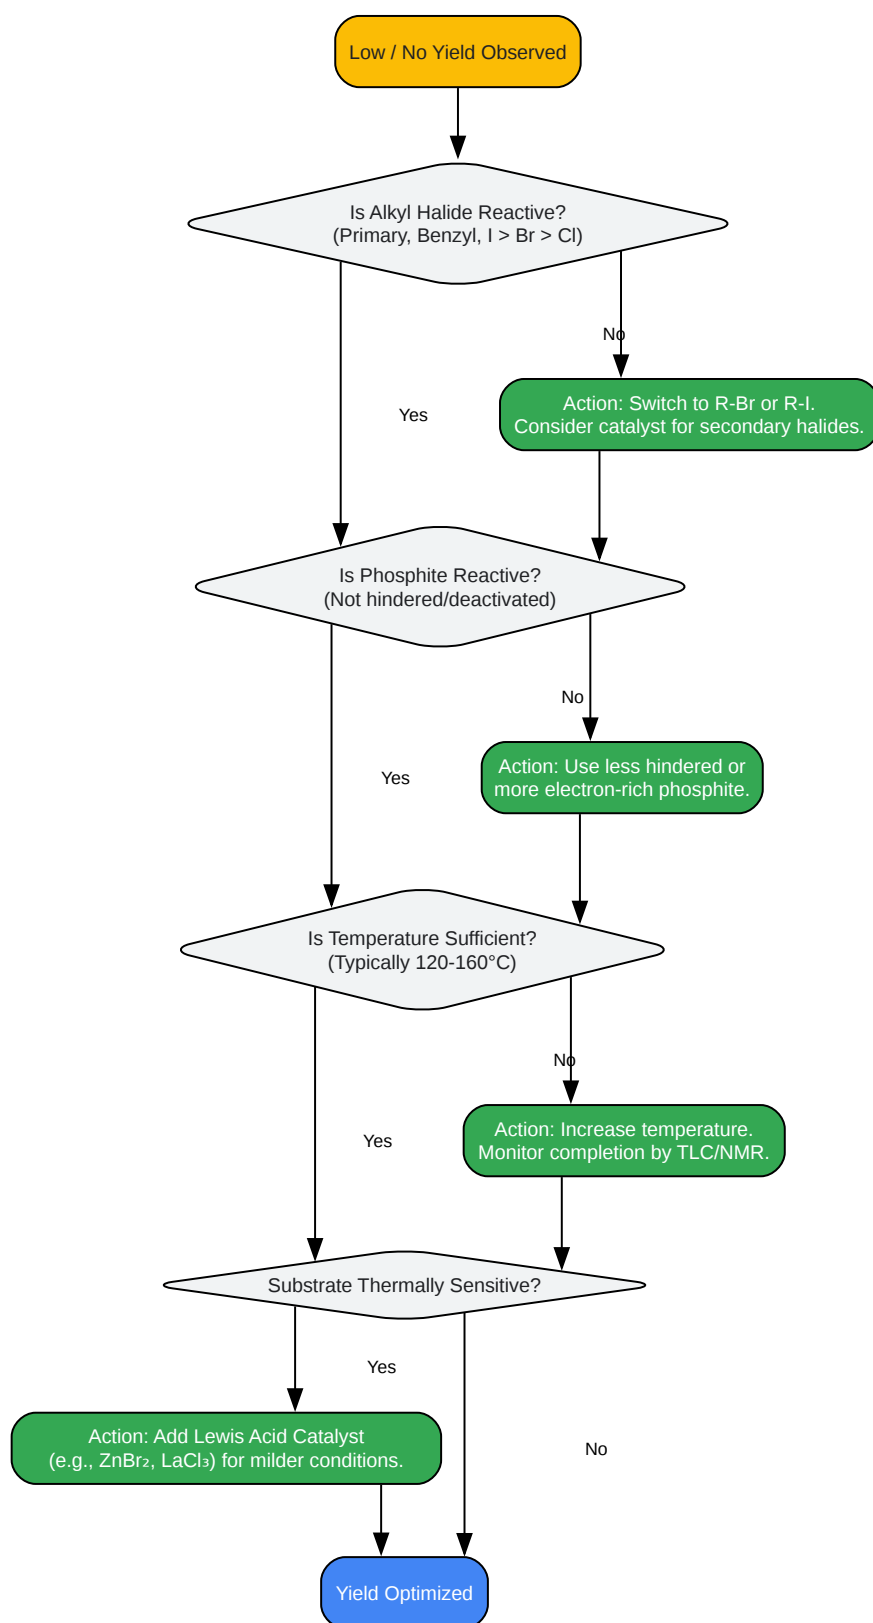 Low / No Yield Observed
Is Alkyl Halide Reactive?
(Primary, Benzyl, I > Br > Cl)
No
Yes
Action: Switch to R-Br or R-I.
Consider catalyst for secondary halides.
Is Phosphite Reactive?
(Not hindered/deactivated)
No
Yes
Action: Use less hindered or
more electron-rich phosphite.
Is Temperature Sufficient?
(Typically 120-160°C)
No
Yes
Action: Increase temperature.
Monitor completion by TLC/NMR.
Substrate Thermally Sensitive?
Yes
Action: Add Lewis Acid Catalyst
(e.g., ZnBr₂, LaCl₃) for milder conditions.
No
Yield Optimized